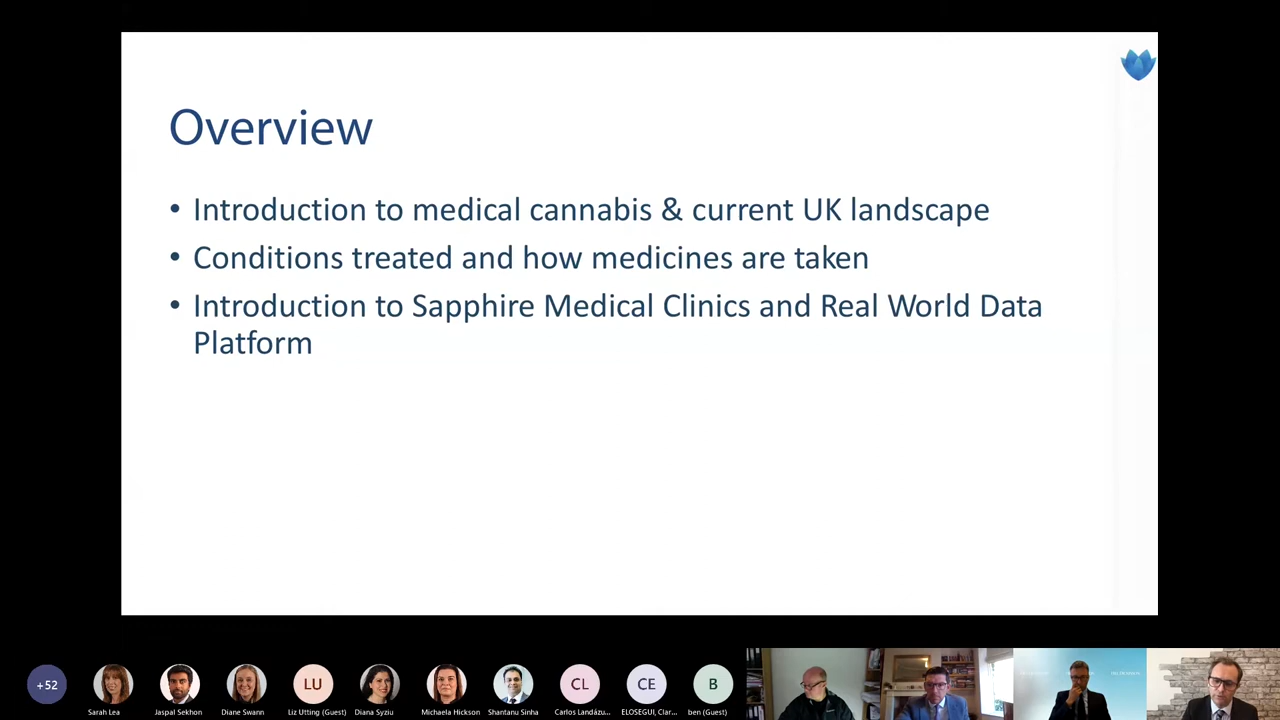 Overview
• Introduction to medical cannabis & current UK landscape
• Conditions treated and how medicines are taken
• Introduction to Sapphire Medical Clinics and Real World Data
Platform
+52
LU
CL
CE
B
Sarah Lea
Jaspal Sekhon
Diane Swann
Liz Utting (Guest)
Diana Syziu
Michaela Hickson
Shantanu Sinha
Carlos Landázu...
ELOSEGUI, Clar...
ben (Guest)